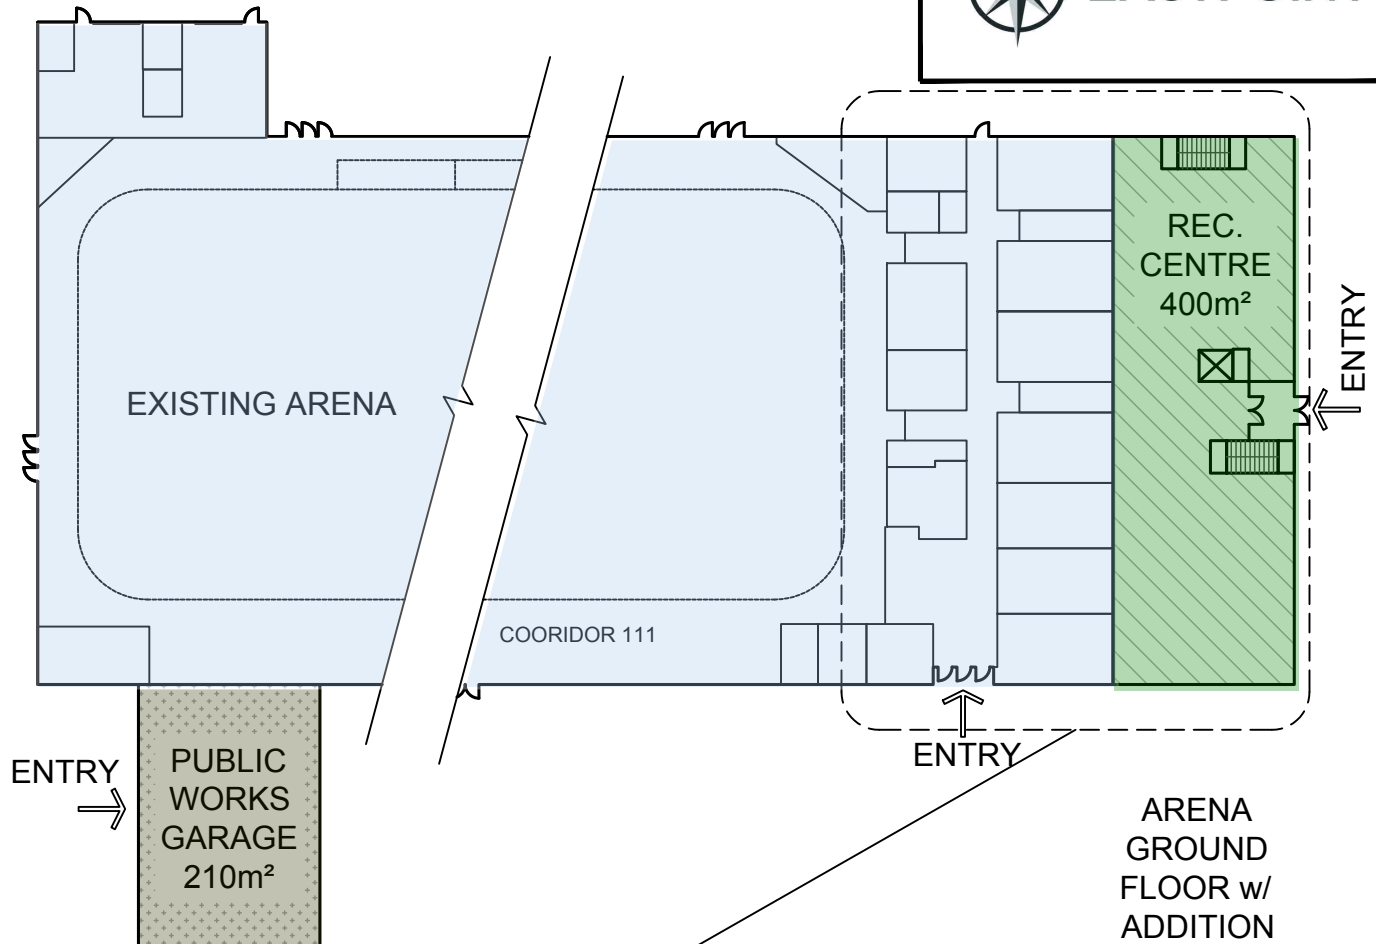 REC.
CENTRE
400m²
ENTRY
EXISTING ARENA
COORIDOR 111
ENTRY
ENTRY
PUBLIC
WORKS
GARAGE
210m²
ARENA
GROUND
FLOOR w/
ADDITION